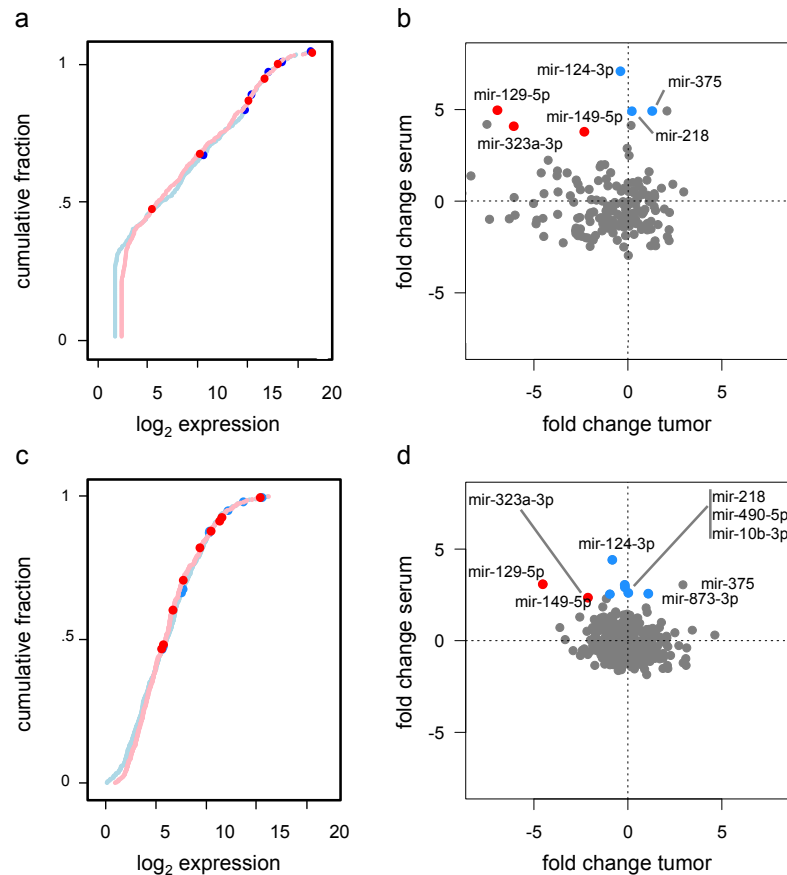 a
cumulative fraction
1
.5
0
0 5 10 15 20
log2 expression
b
fold change serum
5
0
-5
-5 0 5
fold change tumor
mir-124-3p
mir-375
mir-129-5p
mir-149-5p
mir-218
mir-323a-3p
c
cumulative fraction
1
.5
0
0 5 10 15 20
log2 expression
d
fold change serum
5
0
-5
-5 0 5
fold change tumor
mir-323a-3p
mir-218
mir-490-5p
mir-10b-3p
mir-124-3p
mir-129-5p
mir-375
mir-149-5p
mir-873-3p